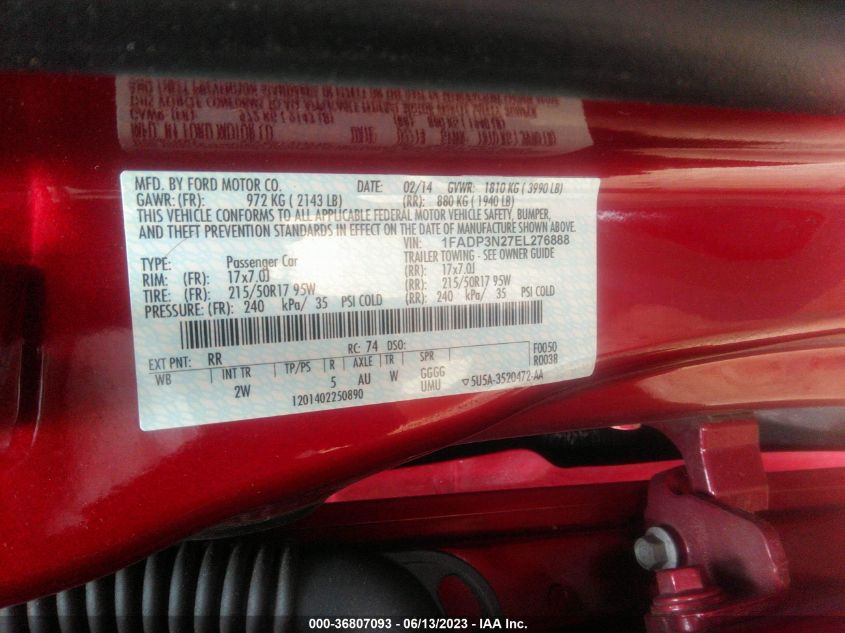 MFD. BY FORD MOTOR CO. DATE: 02/14 GVWR: 1810 KG ( 3990 LB)
GAWR: (FR): 972 KG ( 2143 LB) (RR): 880 KG ( 1940 LB)
THIS VEHICLE CONFORMS TO ALL APPLICABLE FEDERAL MOTOR VEHICLE SAFETY, BUMPER,
AND THEFT PREVENTION STANDARDS IN EFFECT ON THE DATE OF MANUFACTURE SHOWN ABOVE.
VIN: 1FADP3N27EL276888
TYPE: Passenger Car TRAILER TOWING - SEE OWNER GUIDE
RIM: (FR): 17x7.0J (RR): 17x7.0J
TIRE: (FR): 215/50R17 95W (RR): 215/50R17 95W
PRESSURE: (FR): 240 kPa/ 35 PSI COLD (RR): 240 kPa/ 35 PSI COLD
EXT PNT: RR RC: 74 DSO: F0050
WB INT TR TP/PS R AXLE TR SPR R0038
2W 5 AU W GGGG
UMU ▽5U5A-3520472-AA
1201402250890
000-36807093 - 06/13/2023 - IAA Inc.